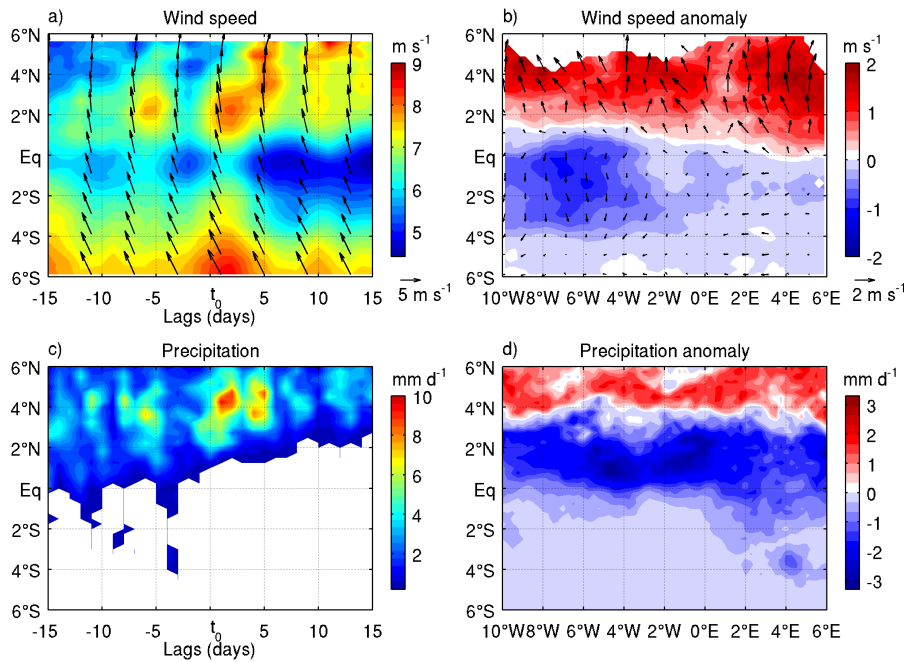 a) Wind speed
b) Wind speed anomaly
6°N
4°N
2°N
Eq
2°S
4°S
6°S
-15 -10 -5 t₀ 5 10 15
Lags (days)
m s⁻¹
9
8
7
6
5
5 m s⁻¹
6°N
4°N
2°N
Eq
2°S
4°S
6°S
10°W 8°W 6°W 4°W 2°W 0°E 2°E 4°E 6°E
m s⁻¹
2
1
0
-1
-2
2 m s⁻¹
c) Precipitation
d) Precipitation anomaly
6°N
4°N
2°N
Eq
2°S
4°S
6°S
-15 -10 -5 t₀ 5 10 15
Lags (days)
mm d⁻¹
10
8
6
4
2
6°N
4°N
2°N
Eq
2°S
4°S
6°S
10°W 8°W 6°W 4°W 2°W 0°E 2°E 4°E 6°E
mm d⁻¹
3
2
1
0
-1
-2
-3